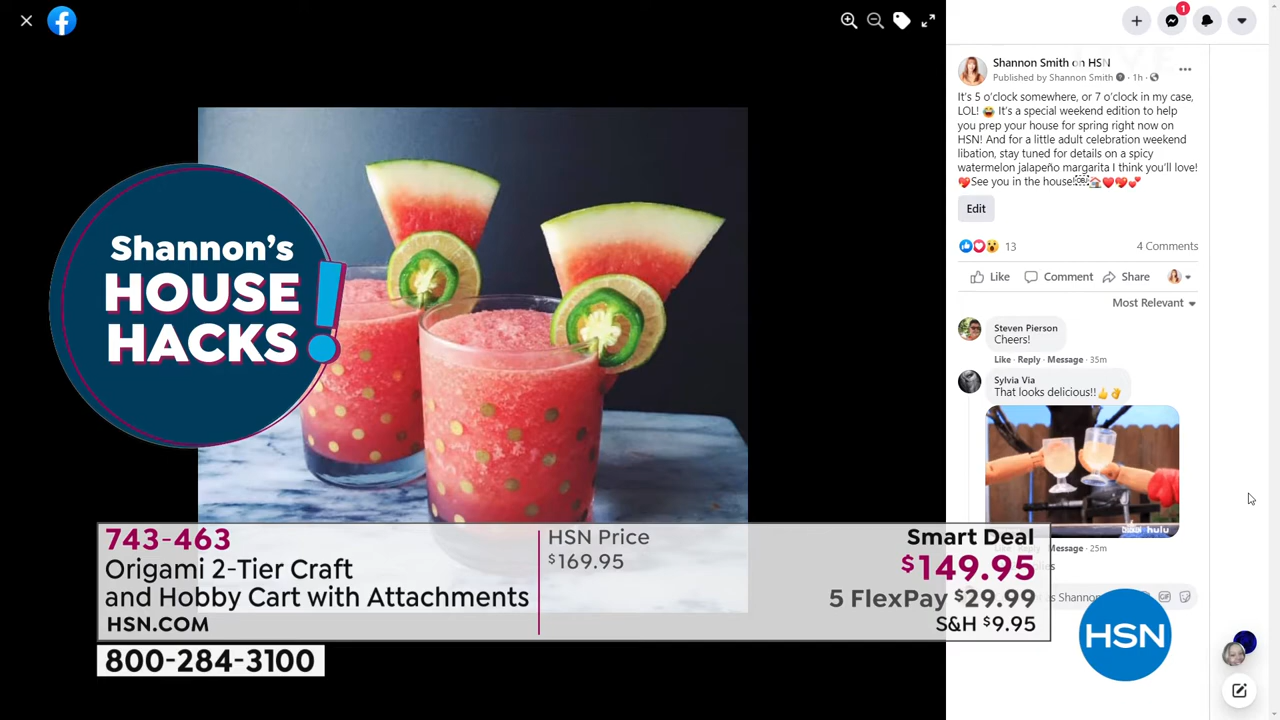 Shannon's
HOUSE
HACKS!
743-463
Origami 2-Tier Craft
and Hobby Cart with Attachments
HSN.COM
HSN Price
$169.95
Smart Deal
$149.95
5 FlexPay $29.99
S&H $9.95
800-284-3100
HSN
1
Shannon Smith on HSN
Published by Shannon Smith
1h
It's 5 o'clock somewhere, or 7 o'clock in my case,
LOL! 😂 It's a special weekend edition to help
you prep your house for spring right now on
HSN! And for a little adult celebration weekend
libation, stay tuned for details on a spicy
watermelon jalapeño margarita I think you'll love!
💖See you in the house!
Edit
13
4 Comments
Like
Comment
Share
Most Relevant
Steven Pierson
Cheers!
Like · Reply · Message · 35m
Sylvia Via
That looks delicious!!👍👌
hulu
Message · 25m
as Shannon